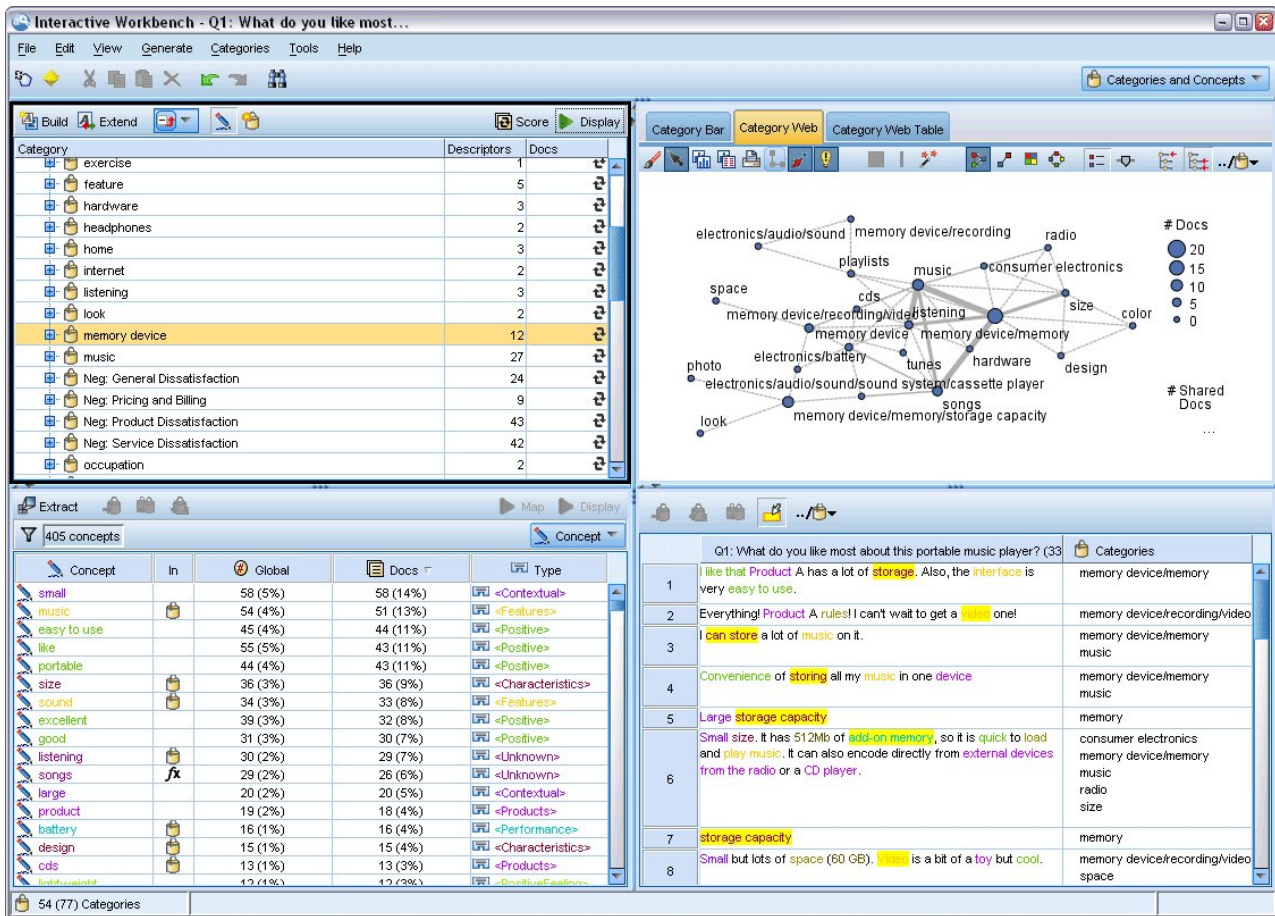 Interactive Workbench - Q1: What do you like most...
File Edit View Generate Categories Tools Help
Categories and Concepts
Build Extend Score Display
Category Descriptors Docs
exercise 1
feature 5
hardware 3
headphones 2
home 3
internet 2
listening 3
look 2
memory device 12
music 27
Neg: General Dissatisfaction 24
Neg: Pricing and Billing 9
Neg: Product Dissatisfaction 43
Neg: Service Dissatisfaction 42
occupation 2
Category Bar Category Web Category Web Table
electronics/audio/sound memory device/recording radio
# Docs
20
15
10
5
0
playlists music consumer electronics
space cds size color
memory device/recording/video listening
memory device memory device/memory
electronics/battery tunes hardware design
photo
electronics/audio/sound/sound system/cassette player
songs
memory device/memory/storage capacity
look
# Shared
Docs
...
Extract Map Display
405 concepts Concept
Concept In Global Docs Type
small 58 (5%) 58 (14%) <Contextual>
music 54 (4%) 51 (13%) <Features>
easy to use 45 (4%) 44 (11%) <Positive>
like 55 (5%) 43 (11%) <Positive>
portable 44 (4%) 43 (11%) <Positive>
size 36 (3%) 36 (9%) <Characteristics>
sound 34 (3%) 33 (8%) <Features>
excellent 39 (3%) 32 (8%) <Positive>
good 31 (3%) 30 (7%) <Positive>
listening 30 (2%) 29 (7%) <Unknown>
songs fx 29 (2%) 26 (6%) <Unknown>
large 20 (2%) 20 (5%) <Contextual>
product 19 (2%) 18 (4%) <Products>
battery 16 (1%) 16 (4%) <Performance>
design 15 (1%) 15 (4%) <Characteristics>
cds 13 (1%) 13 (3%) <Products>
lightweight 12 (1%) 12 (3%) <PositiveFeeling>
Q1: What do you like most about this portable music player? (33 Categories
1 I like that Product A has a lot of storage. Also, the interface is memory device/memory
very easy to use.
2 Everything! Product A rules! I can't wait to get a video one! memory device/recording/video
3 I can store a lot of music on it. memory device/memory
music
4 Convenience of storing all my music in one device memory device/memory
music
5 Large storage capacity memory
6 Small size. It has 512Mb of add-on memory, so it is quick to load consumer electronics
and play music. It can also encode directly from external devices memory device/memory
from the radio or a CD player. music
radio
size
7 storage capacity memory
8 Small but lots of space (60 GB). Video is a bit of a toy but cool. memory device/recording/video
space
54 (77) Categories